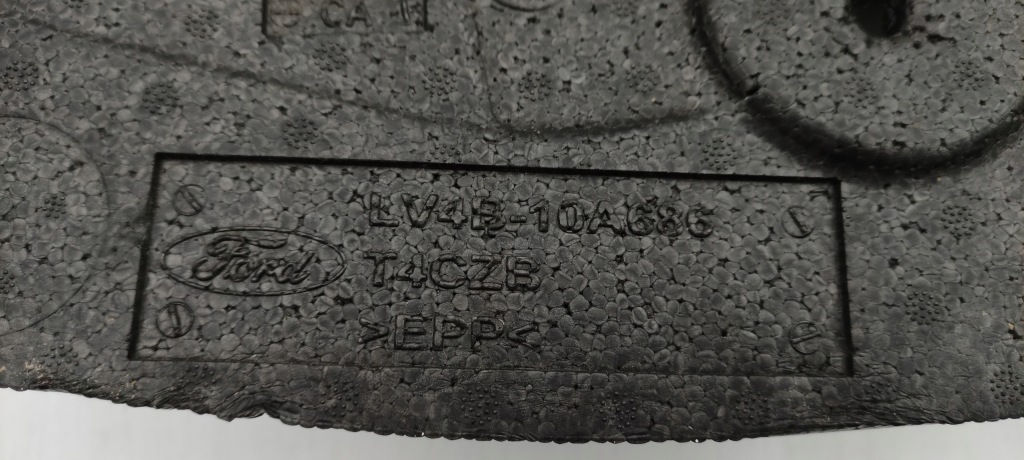 CA
LV4B-10A686
Ford
T4CZB
>EPP<